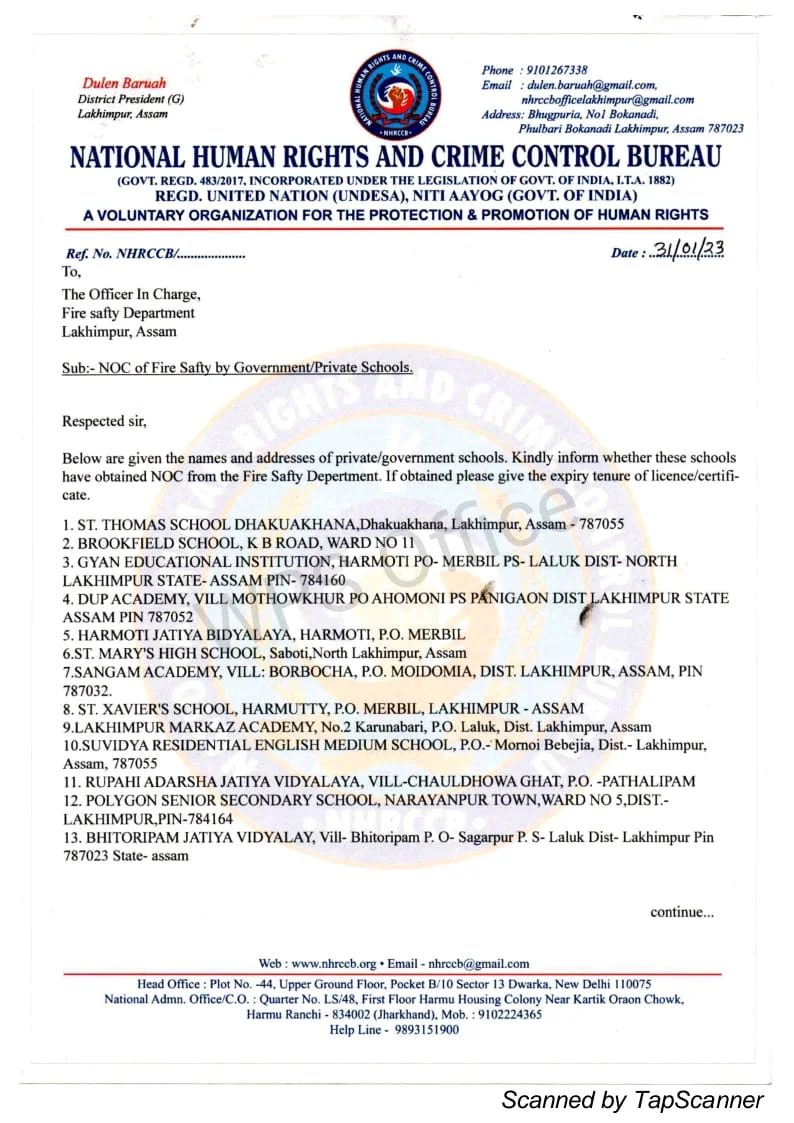 Dulen Baruah
District President (G)
Lakhimpur, Assam
NATIONAL HUMAN RIGHTS AND CRIME CONTROL BUREAU
• NHRCCB •
Phone : 9101267338
Email : dulen.baruah@gmail.com,
nhrccbofficelakhimpur@gmail.com
Address: Bhugpuria, No1 Bokanadi,
Phulbari Bokanadi Lakhimpur, Assam 787023
NATIONAL HUMAN RIGHTS AND CRIME CONTROL BUREAU
(GOVT. REGD. 483/2017, INCORPORATED UNDER THE LEGISLATION OF GOVT. OF INDIA, I.T.A. 1882)
REGD. UNITED NATION (UNDESA), NITI AAYOG (GOVT. OF INDIA)
A VOLUNTARY ORGANIZATION FOR THE PROTECTION & PROMOTION OF HUMAN RIGHTS
Ref. No. NHRCCB/.....................
Date : 31/01/23
To,
The Officer In Charge,
Fire safty Department
Lakhimpur, Assam
Sub:- NOC of Fire Safty by Government/Private Schools.
Respected sir,
Below are given the names and addresses of private/government schools. Kindly inform whether these schools
have obtained NOC from the Fire Safty Depertment. If obtained please give the expiry tenure of licence/certifi-
cate.
1. ST. THOMAS SCHOOL DHAKUAKHANA,Dhakuakhana, Lakhimpur, Assam - 787055
2. BROOKFIELD SCHOOL, K B ROAD, WARD NO 11
3. GYAN EDUCATIONAL INSTITUTION, HARMOTI PO- MERBIL PS- LALUK DIST- NORTH
LAKHIMPUR STATE- ASSAM PIN- 784160
4. DUP ACADEMY, VILL MOTHOWKHUR PO AHOMONI PS PANIGAON DIST LAKHIMPUR STATE
ASSAM PIN 787052
5. HARMOTI JATIYA BIDYALAYA, HARMOTI, P.O. MERBIL
6.ST. MARY'S HIGH SCHOOL, Saboti,North Lakhimpur, Assam
7.SANGAM ACADEMY, VILL: BORBOCHA, P.O. MOIDOMIA, DIST. LAKHIMPUR, ASSAM, PIN
787032.
8. ST. XAVIER'S SCHOOL, HARMUTTY, P.O. MERBIL, LAKHIMPUR - ASSAM
9.LAKHIMPUR MARKAZ ACADEMY, No.2 Karunabari, P.O. Laluk, Dist. Lakhimpur, Assam
10.SUVIDYA RESIDENTIAL ENGLISH MEDIUM SCHOOL, P.O.- Mornoi Bebejia, Dist.- Lakhimpur,
Assam, 787055
11. RUPAHI ADARSHA JATIYA VIDYALAYA, VILL-CHAULDHOWA GHAT, P.O. -PATHALIPAM
12. POLYGON SENIOR SECONDARY SCHOOL, NARAYANPUR TOWN,WARD NO 5,DIST.-
LAKHIMPUR,PIN-784164
13. BHITORIPAM JATIYA VIDYALAY, Vill- Bhitoripam P. O- Sagarpur P. S- Laluk Dist- Lakhimpur Pin
787023 State- assam
WPS Office
continue...
Web : www.nhrccb.org • Email - nhrccb@gmail.com
Head Office : Plot No. -44, Upper Ground Floor, Pocket B/10 Sector 13 Dwarka, New Delhi 110075
National Admn. Office/C.O. : Quarter No. LS/48, First Floor Harmu Housing Colony Near Kartik Oraon Chowk,
Harmu Ranchi - 834002 (Jharkhand), Mob. : 9102224365
Help Line - 9893151900
Scanned by TapScanner